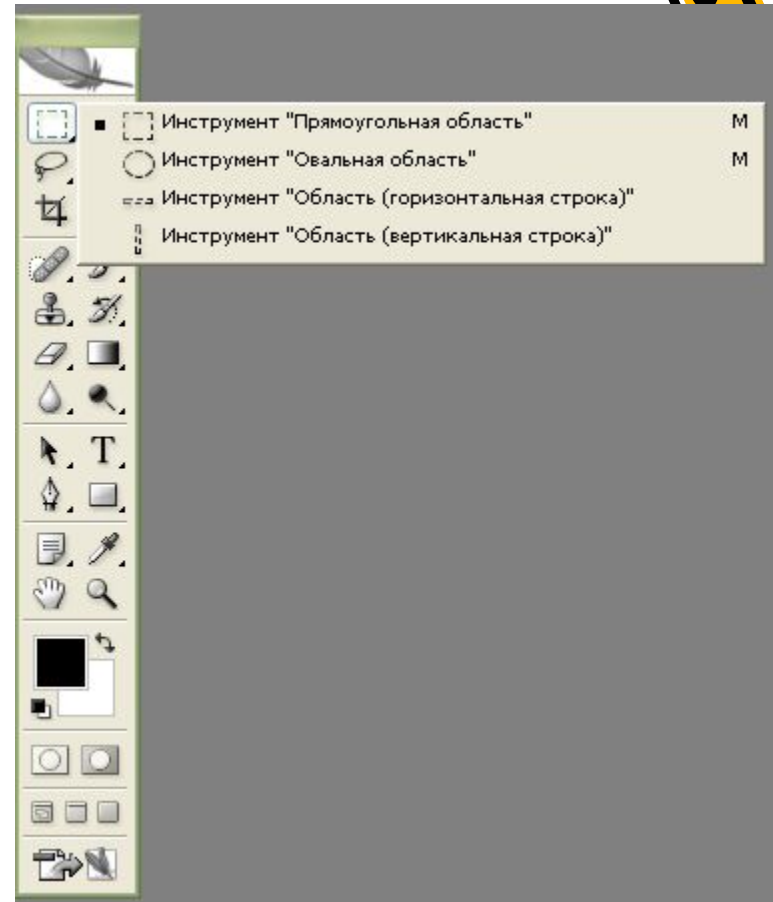 Инструмент "Прямоугольная область" M
Инструмент "Овальная область" M
Инструмент "Область (горизонтальная строка)"
Инструмент "Область (вертикальная строка)"
T